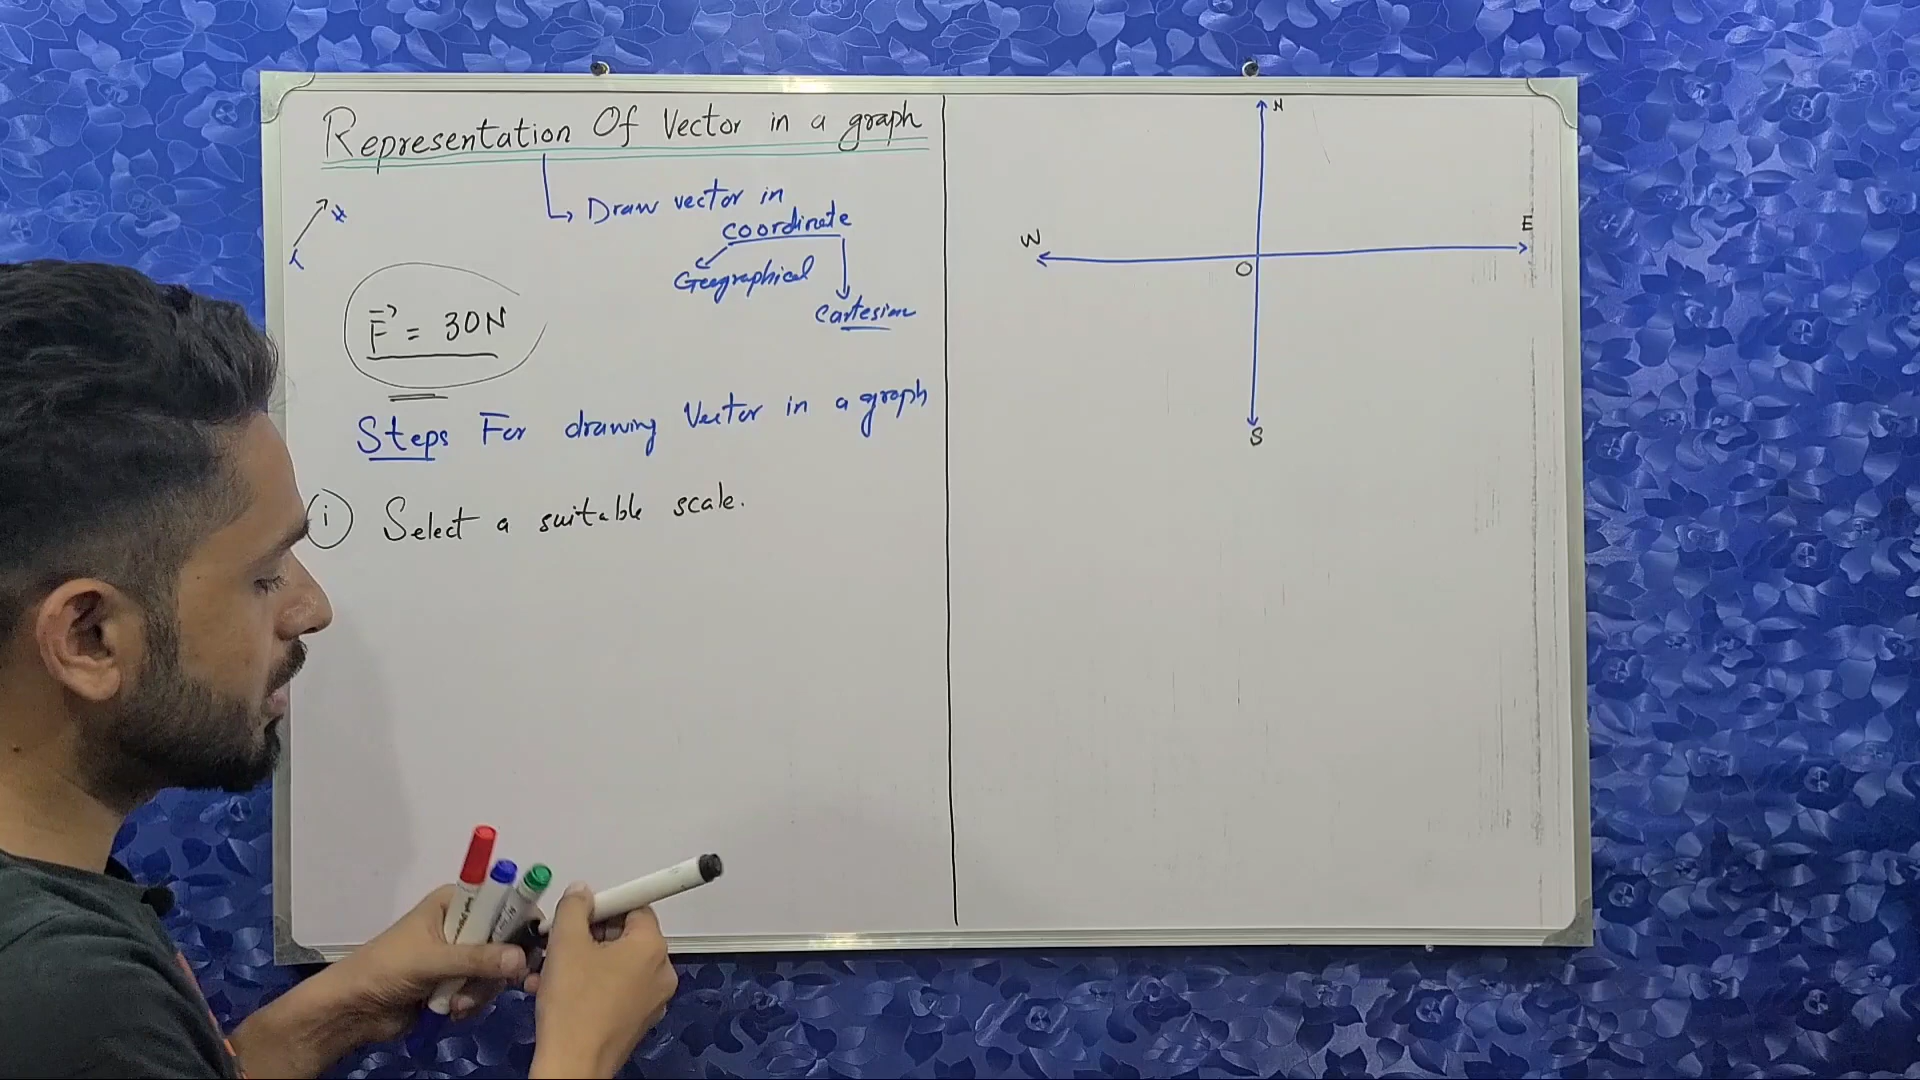 Representation Of Vector in a graph
Draw vector in
coordinate
Geographical
Cartesian
F = 30N
Steps For drawing Vector in a graph
i Select a suitable scale.
N
W
E
O
S